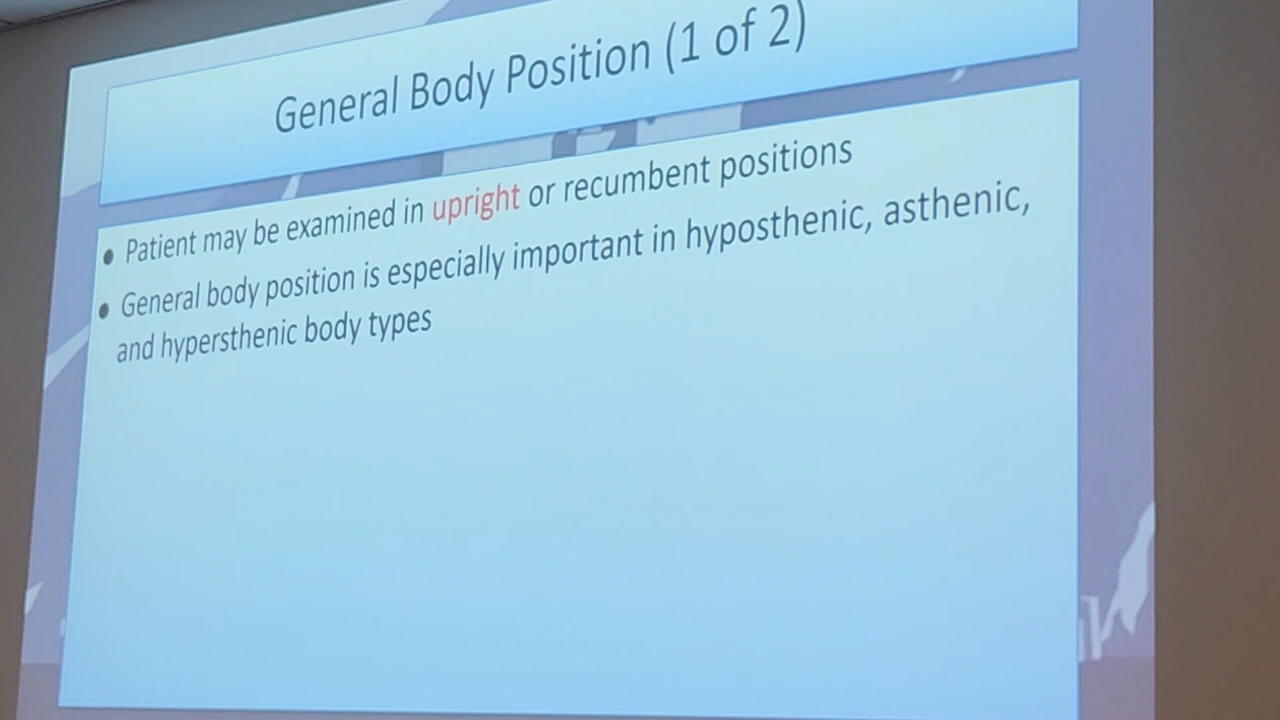 General Body Position (1 of 2)
• Patient may be examined in upright or recumbent positions
• General body position is especially important in hyposthenic, asthenic,
and hypersthenic body types